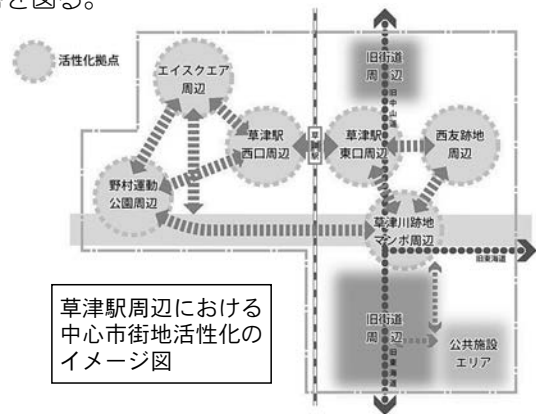 を図る。
活性化拠点
エイスクエア
周辺
旧街道
周 辺
旧中山道
草津駅
西口周辺
草津駅
草津駅
東口周辺
西友跡地
周辺
野村運動
公園周辺
草津川跡地
マンポ周辺
旧東海道
旧街道
周 辺
旧東海道
公共施設
エリア
草津駅周辺における
中心市街地活性化の
イメージ図